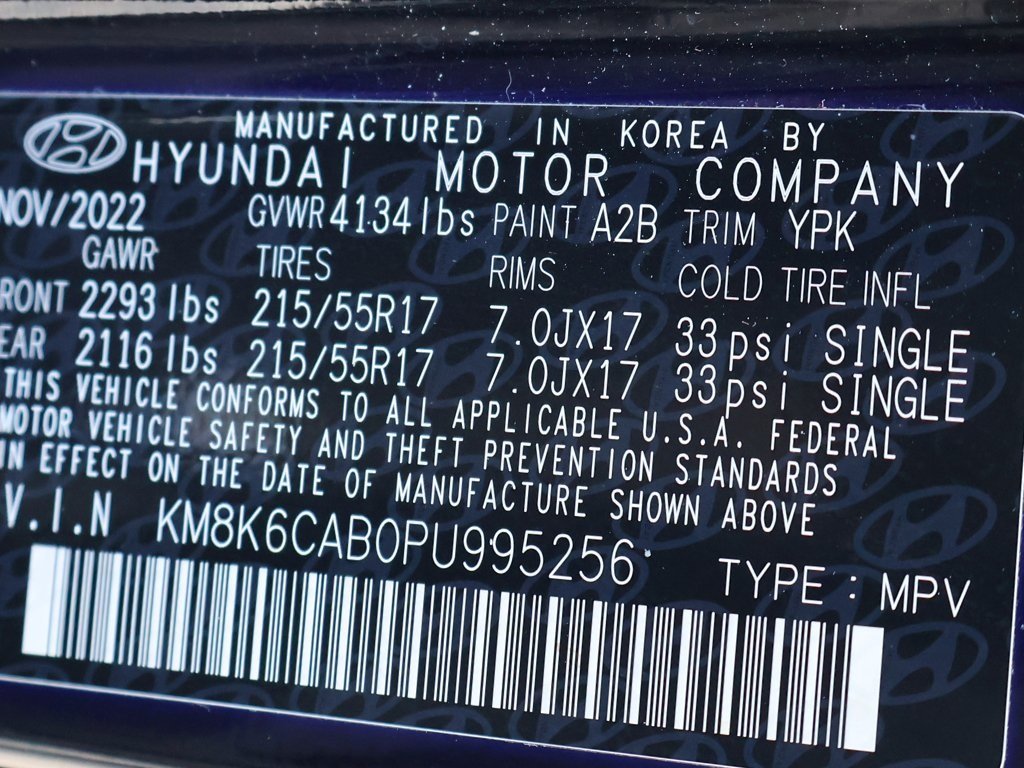 MANUFACTURED IN KOREA BY
HYUNDAI MOTOR COMPANY
NOV/2022 GVWR 4134 lbs PAINT A2B TRIM YPK
GAWR TIRES RIMS COLD TIRE INFL
RONT 2293 lbs 215/55R17 7.0JX17 33psi SINGLE
EAR 2116 lbs 215/55R17 7.0JX17 33psi SINGLE
THIS VEHICLE CONFORMS TO ALL APPLICABLE U.S.A. FEDERAL
MOTOR VEHICLE SAFETY AND THEFT PREVENTION STANDARDS
IN EFFECT ON THE DATE OF MANUFACTURE SHOWN ABOVE
V.I.N KM8K6CAB0PU995256 TYPE : MPV